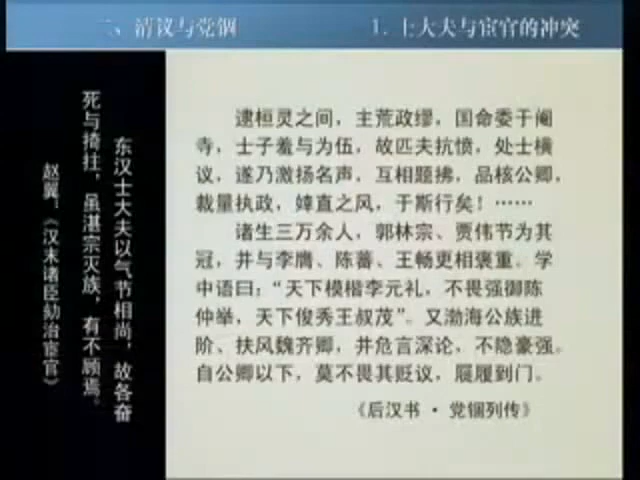 二、清议与党锢
1. 士大夫与宦官的冲突
东汉士大夫以气节相尚，故各奋
死与掎拄，虽湛宗灭族，有不顾焉。
赵翼：《汉末诸臣劾治宦官》
逮桓灵之间，主荒政缪，国命委于阉
寺，士子羞与为伍，故匹夫抗愤，处士横
议，遂乃激扬名声，互相题拂，品核公卿，
裁量执政，婞直之风，于斯行矣！……
诸生三万余人，郭林宗、贾伟节为其
冠，并与李膺、陈蕃、王畅更相褒重。学
中语曰：“天下模楷李元礼，不畏强御陈
仲举，天下俊秀王叔茂”。又渤海公族进
阶、扶风魏齐卿，并危言深论，不隐豪强。
自公卿以下，莫不畏其贬议，屣履到门。
《后汉书·党锢列传》